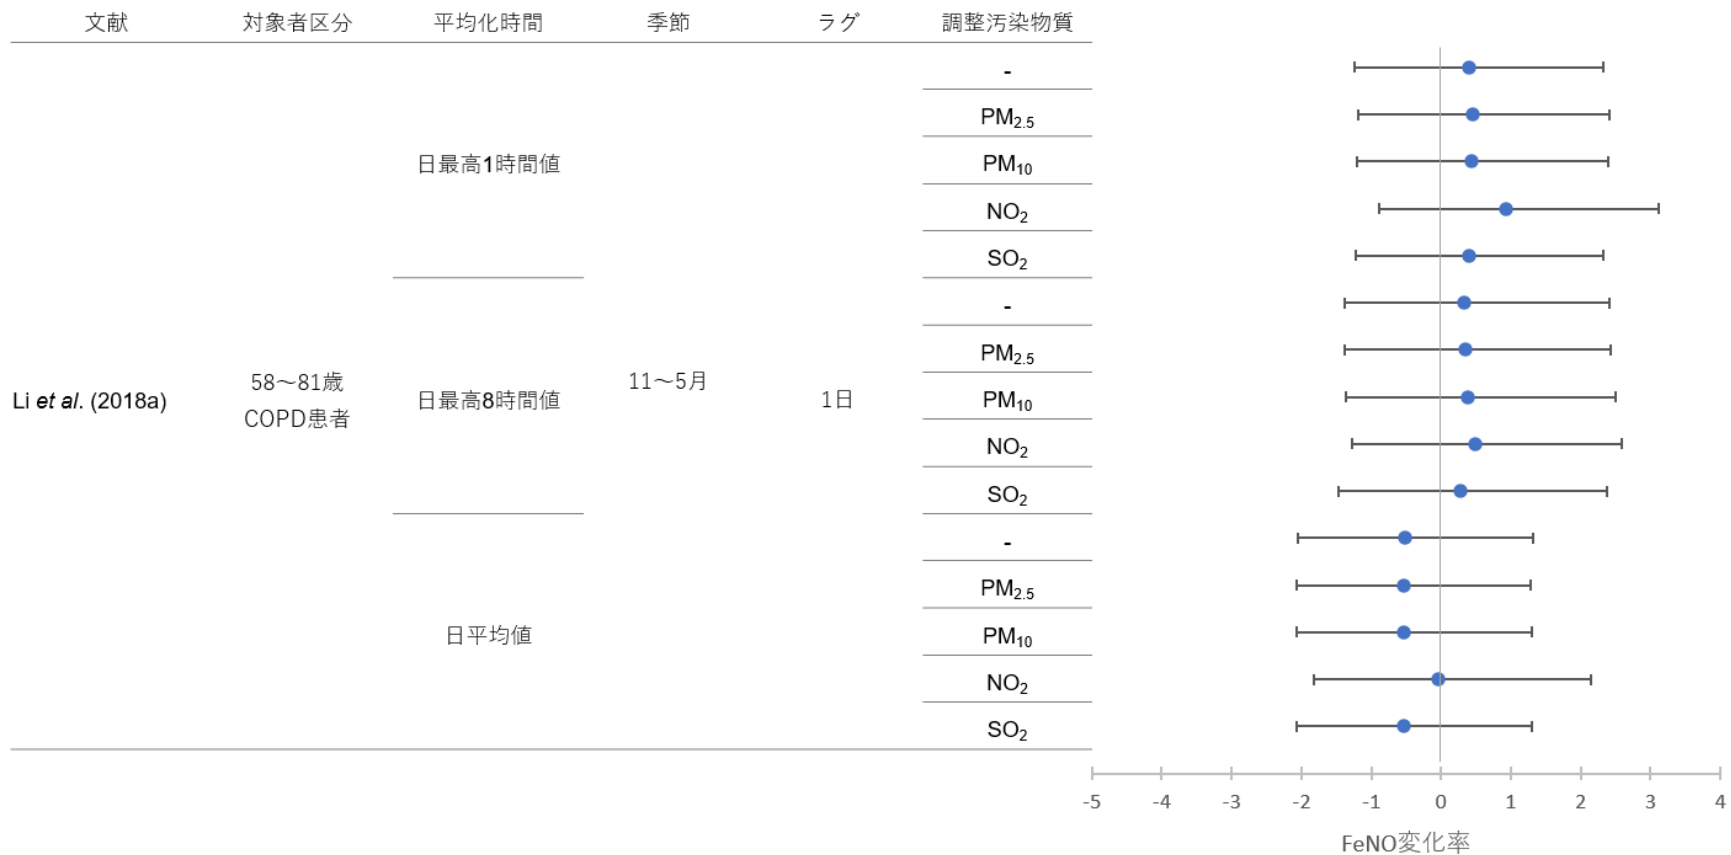 文献 対象者区分 平均化時間 季節 ラグ 調整汚染物質
-
PM2.5
日最高1時間値 PM10
NO2
SO2
-
PM2.5
Li et al. (2018a) 58～81歳 COPD患者 日最高8時間値 11～5月 1日 PM10
NO2
SO2
-
PM2.5
日平均値 PM10
NO2
SO2
-5 -4 -3 -2 -1 0 1 2 3 4
FeNO変化率